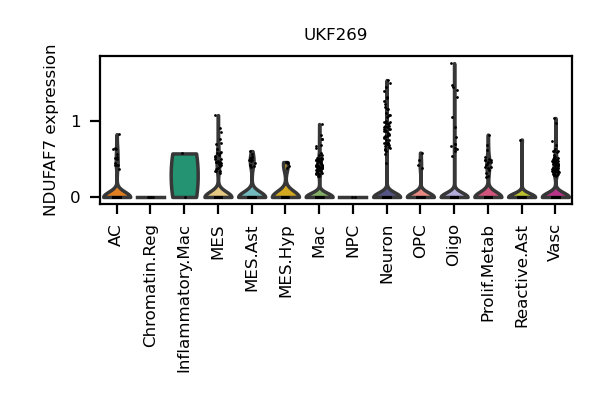 UKF269
NDUFAF7 expression
1
0
AC
Chromatin.Reg
Inflammatory.Mac
MES
MES.Ast
MES.Hyp
Mac
NPC
Neuron
OPC
Oligo
Prolif.Metab
Reactive.Ast
Vasc